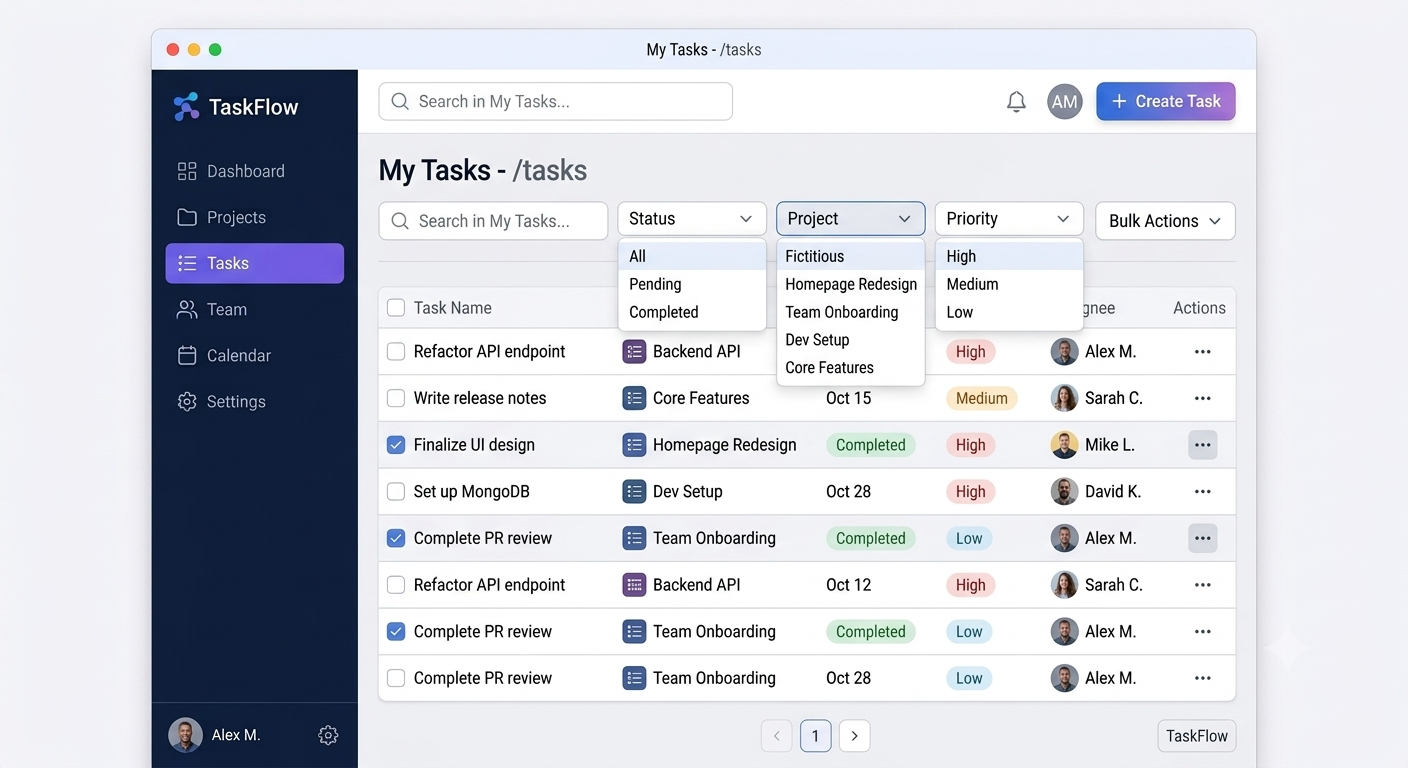 My Tasks - /tasks
TaskFlow
Search in My Tasks...
AM
+ Create Task
Dashboard
Projects
Tasks
Team
Calendar
Settings
Alex M.
My Tasks - /tasks
Search in My Tasks...
Status
Project
Priority
Bulk Actions
All
Pending
Completed
Fictitious
Homepage Redesign
Team Onboarding
Dev Setup
Core Features
High
Medium
Low
Task Name gnee Actions
Refactor API endpoint Backend API High Alex M.
Write release notes Core Features Oct 15 Medium Sarah C.
Finalize UI design Homepage Redesign Completed High Mike L.
Set up MongoDB Dev Setup Oct 28 High David K.
Complete PR review Team Onboarding Completed Low Alex M.
Refactor API endpoint Backend API Oct 12 High Sarah C.
Complete PR review Team Onboarding Completed Low Alex M.
Complete PR review Team Onboarding Oct 28 Low Alex M.
1
TaskFlow